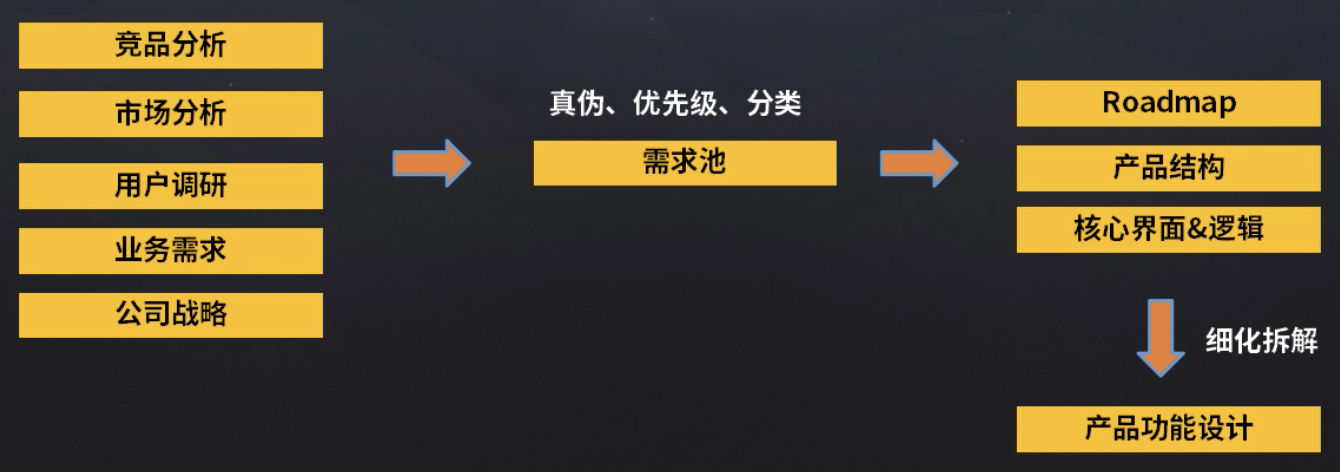 竞品分析
市场分析
用户调研
业务需求
公司战略
真伪、优先级、分类
需求池
Roadmap
产品结构
核心界面&逻辑
细化拆解
产品功能设计